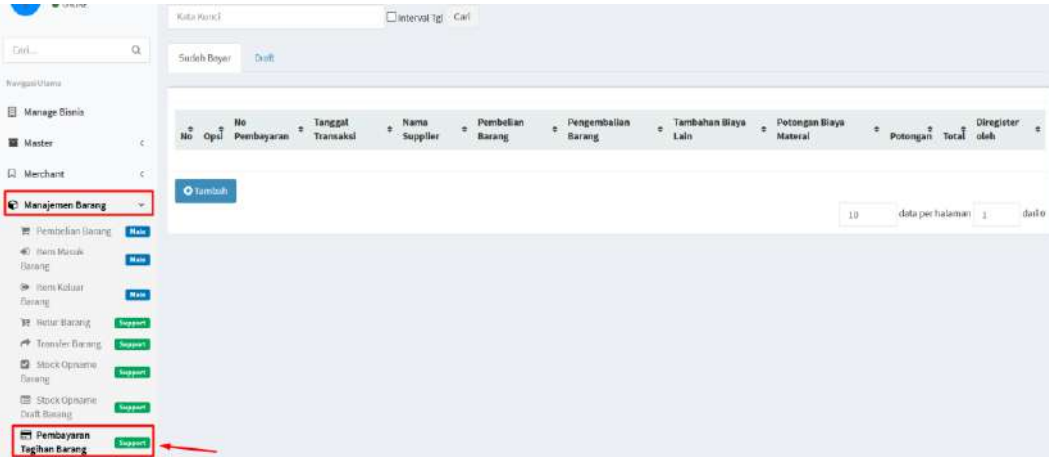 Kata Kunci
Interval Tgl
Cari
Cari...
Sudah Bayar
Draft
Navigasi Utama
Manage Bisnis
Master
Merchant
Manajemen Barang
Pembelian Barang Main
Item Masuk
Barang
Main
Item Keluar
Barang
Main
Retur Barang Support
Transfer Barang Support
Stock Opname
Barang
Support
Stock Opname
Draft Barang
Support
Pembayaran
Tagihan Barang
Support
No
Opsi
No
Pembayaran
Tanggal
Transaksi
Nama
Supplier
Pembelian
Barang
Pengembalian
Barang
Tambahan Biaya
Lain
Potongan Biaya
Material
Potongan
Total
Diregister
oleh
Tambah
10 data per halaman 1 dari 0